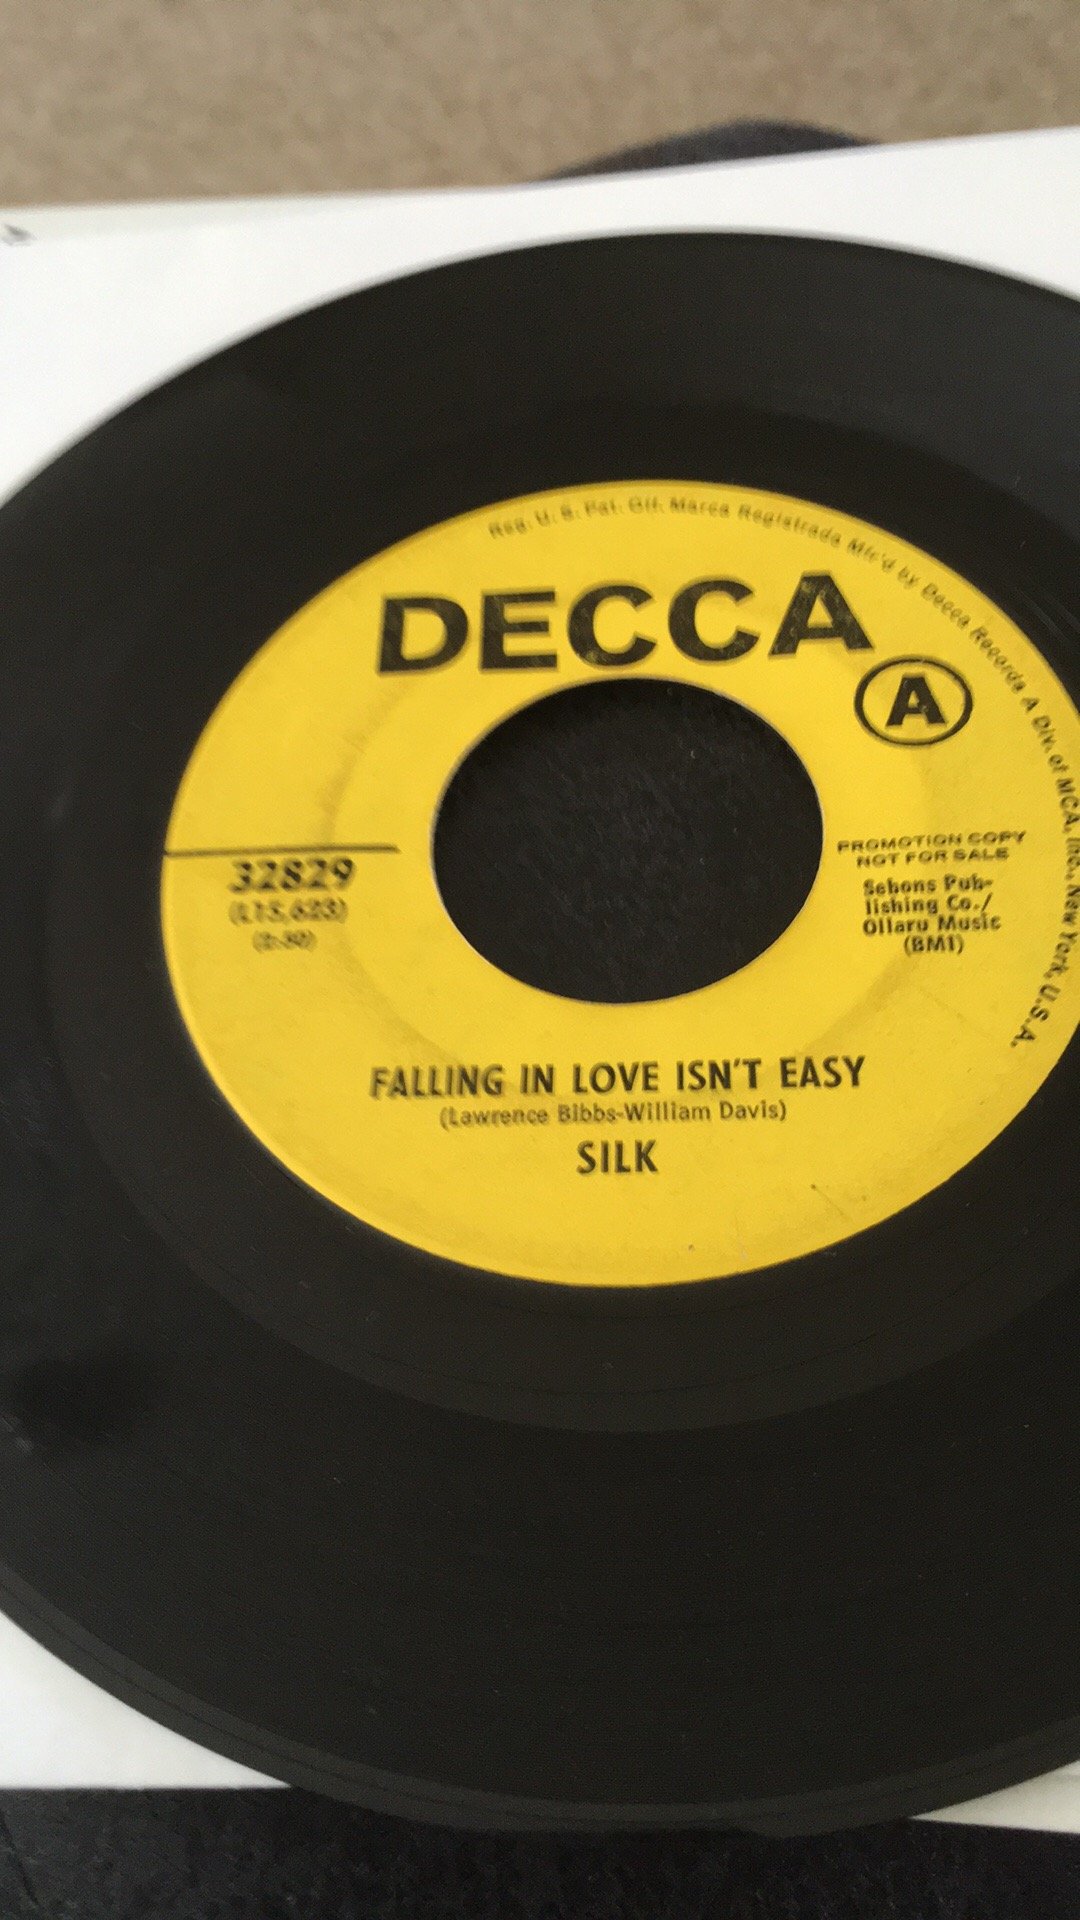 Reg. U. S. Pat. Off. Marca Registrada Mfr'd by Decca Records A Div. of MCA, Inc., New York, U.S.A.
DECCA
A
32829
PROMOTION COPY
NOT FOR SALE
Sebons Pub-
lishing Co./
Ollaru Music
(BMI)
FALLING IN LOVE ISN'T EASY
(Lawrence Bibbs-William Davis)
SILK